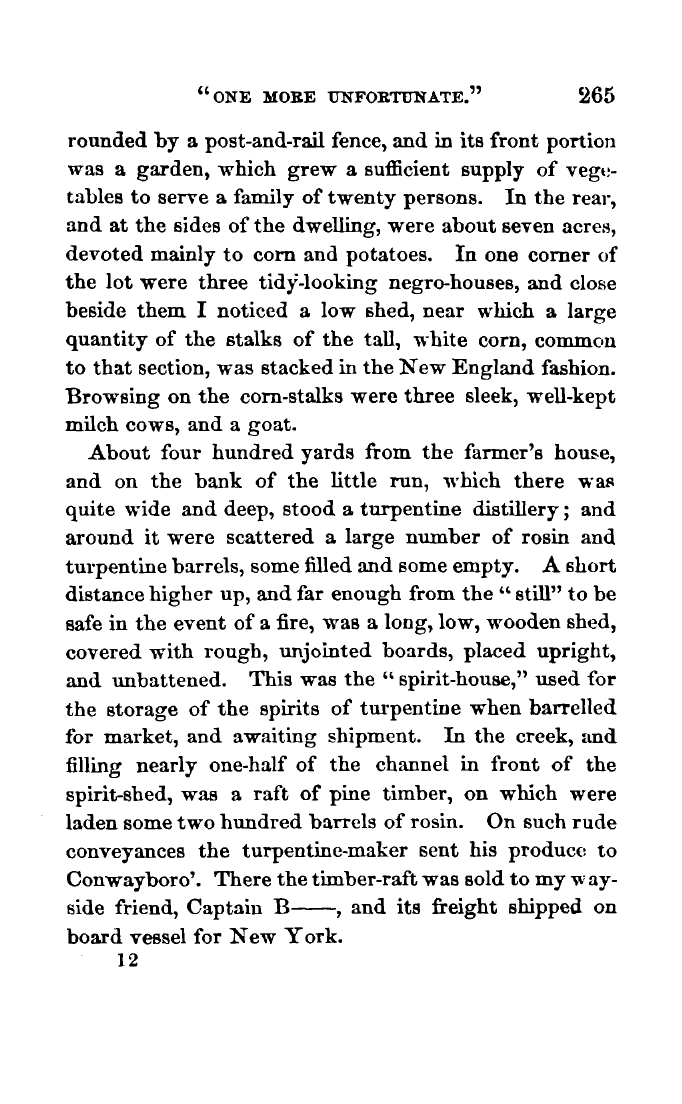 “ONE MORE UNFORTUNATE.” 265
rounded by a post-and-rail fence, and in its front portion
was a garden, which grew a sufficient supply of vege-
tables to serve a family of twenty persons. In the rear,
and at the sides of the dwelling, were about seven acres,
devoted mainly to corn and potatoes. In one corner of
the lot were three tidy-looking negro-houses, and close
beside them I noticed a low shed, near which a large
quantity of the stalks of the tall, white corn, common
to that section, was stacked in the New England fashion.
Browsing on the corn-stalks were three sleek, well-kept
milch cows, and a goat.
About four hundred yards from the farmer’s house,
and on the bank of the little run, which there was
quite wide and deep, stood a turpentine distillery; and
around it were scattered a large number of rosin and
turpentine barrels, some filled and some empty. A short
distance higher up, and far enough from the “still” to be
safe in the event of a fire, was a long, low, wooden shed,
covered with rough, unjointed boards, placed upright,
and unbattened. This was the “spirit-house,” used for
the storage of the spirits of turpentine when barrelled
for market, and awaiting shipment. In the creek, and
filling nearly one-half of the channel in front of the
spirit-shed, was a raft of pine timber, on which were
laden some two hundred barrels of rosin. On such rude
conveyances the turpentine-maker sent his produce to
Conwayboro’. There the timber-raft was sold to my way-
side friend, Captain B——, and its freight shipped on
board vessel for New York.
12